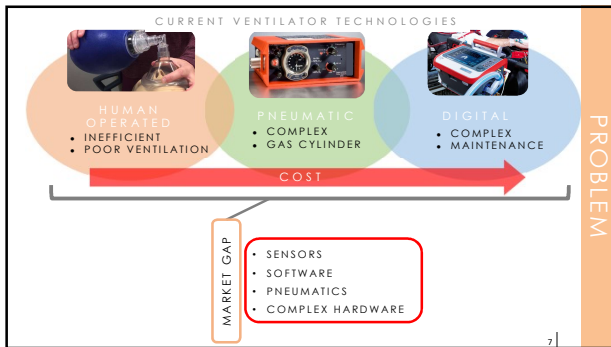 CURRENT VENTILATOR TECHNOLOGIES
HUMAN
OPERATED
• INEFFICIENT
• POOR VENTILATION
PNEUMATIC
• COMPLEX
• GAS CYLINDER
DIGITAL
• COMPLEX
• MAINTENANCE
COST
PROBLEM
MARKET GAP
• SENSORS
• SOFTWARE
• PNEUMATICS
• COMPLEX HARDWARE
7